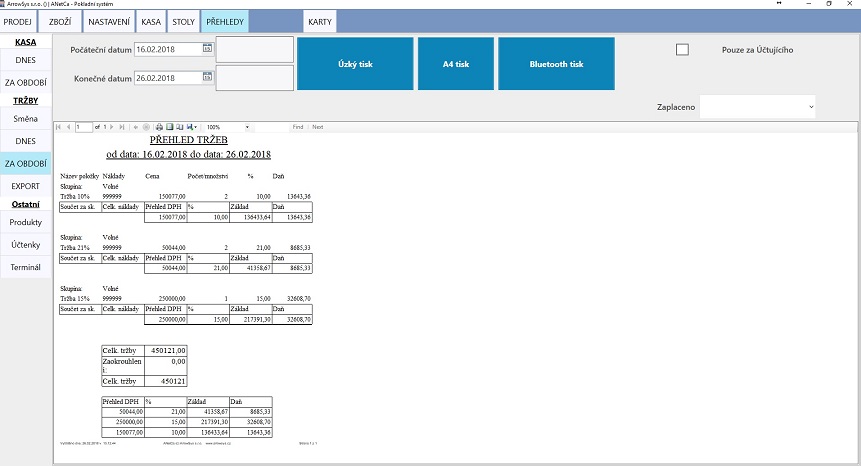 ArrowSys s.r.o. () | ANetCa - Pokladní systém
PRODEJ ZBOŽÍ NASTAVENÍ KASA STOLY PŘEHLEDY KARTY
KASA
DNES
ZA OBDOBÍ
TRŽBY
Směna
DNES
ZA OBDOBÍ
EXPORT
Ostatní
Produkty
Účtenky
Terminál
Počáteční datum 16.02.2018 15
Konečné datum 26.02.2018 15
Úzký tisk
A4 tisk
Bluetooth tisk
Pouze za Účtujícího
Zaplaceno
1 of 1 100% Find | Next
PŘEHLED TRŽEB
od data: 16.02.2018 do data: 26.02.2018
Název položky Náklady Cena Počet/množství % Daň
Skupina: Volné
Tržba 10% 999999 150077,00 2 10,00 13643,36
Součet za sk. Celk. náklady Přehled DPH % Základ Daň
150077,00 10,00 136433,64 13643,36
Skupina: Volné
Tržba 21% 999999 50044,00 2 21,00 8685,33
Součet za sk. Celk. náklady Přehled DPH % Základ Daň
50044,00 21,00 41358,67 8685,33
Skupina: Volné
Tržba 15% 999999 250000,00 1 15,00 32608,70
Součet za sk. Celk. náklady Přehled DPH % Základ Daň
250000,00 15,00 217391,30 32608,70
Celk. tržby 450121,00
Zaokrouhlen 0,00
í:
Celk. tržby 450121
Přehled DPH % Základ Daň
50044,00 21,00 41358,67 8685,33
250000,00 15,00 217391,30 32608,70
150077,00 10,00 136433,64 13643,36
ANetCa od ArrowSys s.r.o. www.arrowsys.cz
Strana 1 z 1